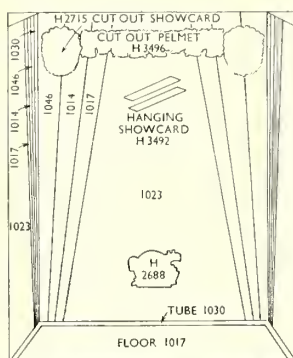 H2715 CUT OUT SHOWCARD
CUT OUT PELMET
H 3496
1030
1046
1014
1017
1023
1046
1014
1017
HANGING
SHOWCARD
H 3492
1023
H
2688
TUBE 1030
FLOOR 1017